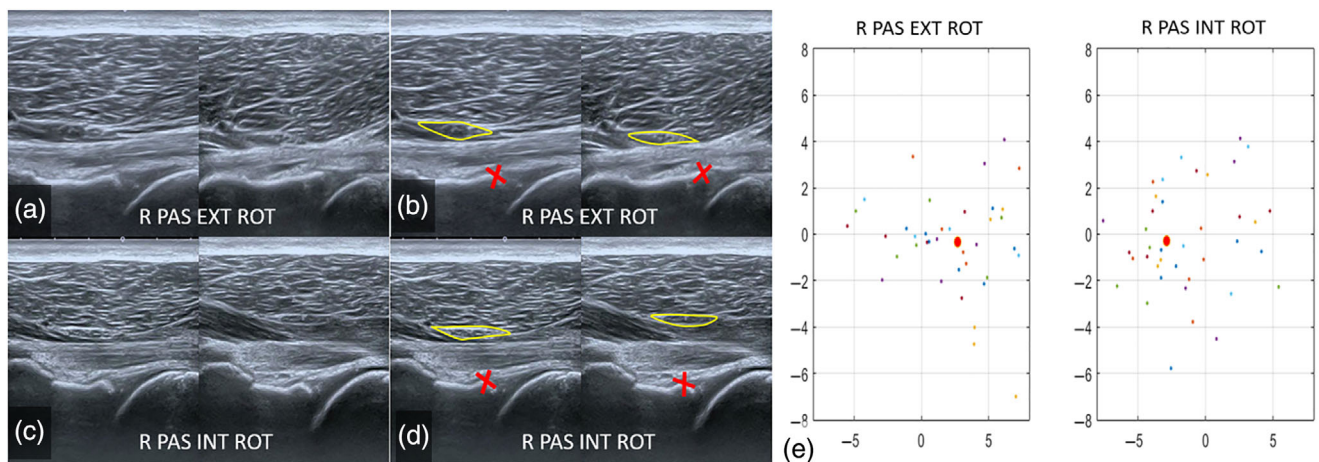 (a)
R PAS EXT ROT
(b)
R PAS EXT ROT
(c)
R PAS INT ROT
(d)
R PAS INT ROT
(e)
R PAS EXT ROT
8
6
4
2
0
−2
−4
−6
−8
−5
0
5
R PAS INT ROT
8
6
4
2
0
−2
−4
−6
−8
−5
0
5